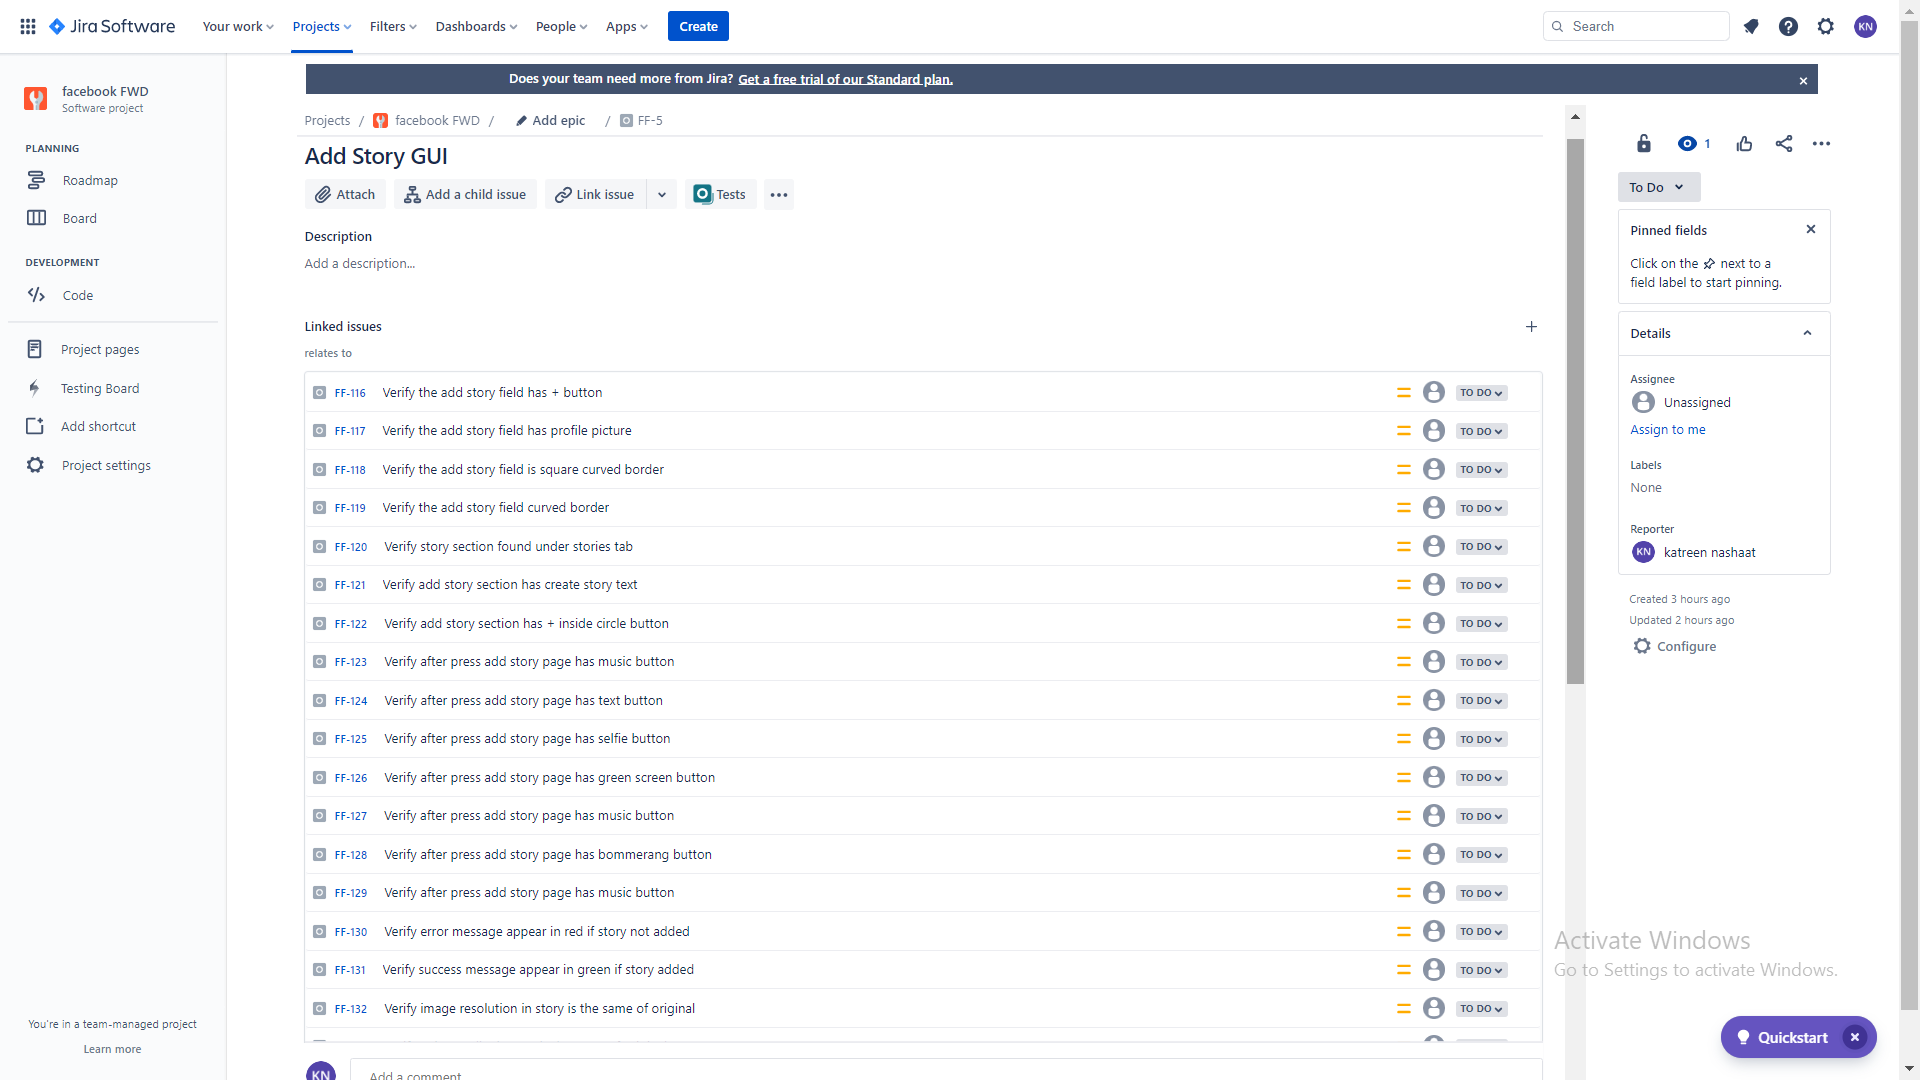 Jira Software
Your work
Projects
Filters
Dashboards
People
Apps
Create
Search
KN
facebook FWD
Software project
PLANNING
Roadmap
Board
DEVELOPMENT
Code
Project pages
Testing Board
Add shortcut
Project settings
You're in a team-managed project
Learn more
Does your team need more from Jira? Get a free trial of our Standard plan.
Projects / facebook FWD / Add epic / FF-5
Add Story GUI
Attach
Add a child issue
Link issue
Tests
Description
Add a description...
Linked issues
relates to
FF-116 Verify the add story field has + button TO DO
FF-117 Verify the add story field has profile picture TO DO
FF-118 Verify the add story field is square curved border TO DO
FF-119 Verify the add story field curved border TO DO
FF-120 Verify story section found under stories tab TO DO
FF-121 Verify add story section has create story text TO DO
FF-122 Verify add story section has + inside circle button TO DO
FF-123 Verify after press add story page has music button TO DO
FF-124 Verify after press add story page has text button TO DO
FF-125 Verify after press add story page has selfie button TO DO
FF-126 Verify after press add story page has green screen button TO DO
FF-127 Verify after press add story page has music button TO DO
FF-128 Verify after press add story page has bommerang button TO DO
FF-129 Verify after press add story page has music button TO DO
FF-130 Verify error message appear in red if story not added TO DO
FF-131 Verify success message appear in green if story added TO DO
FF-132 Verify image resolution in story is the same of original TO DO
KN
Add a comment
1
To Do
Pinned fields
Click on the next to a
field label to start pinning.
Details
Assignee
Unassigned
Assign to me
Labels
None
Reporter
KN katreen nashaat
Created 3 hours ago
Updated 2 hours ago
Configure
Activate Windows
Go to Settings to activate Windows.
Quickstart